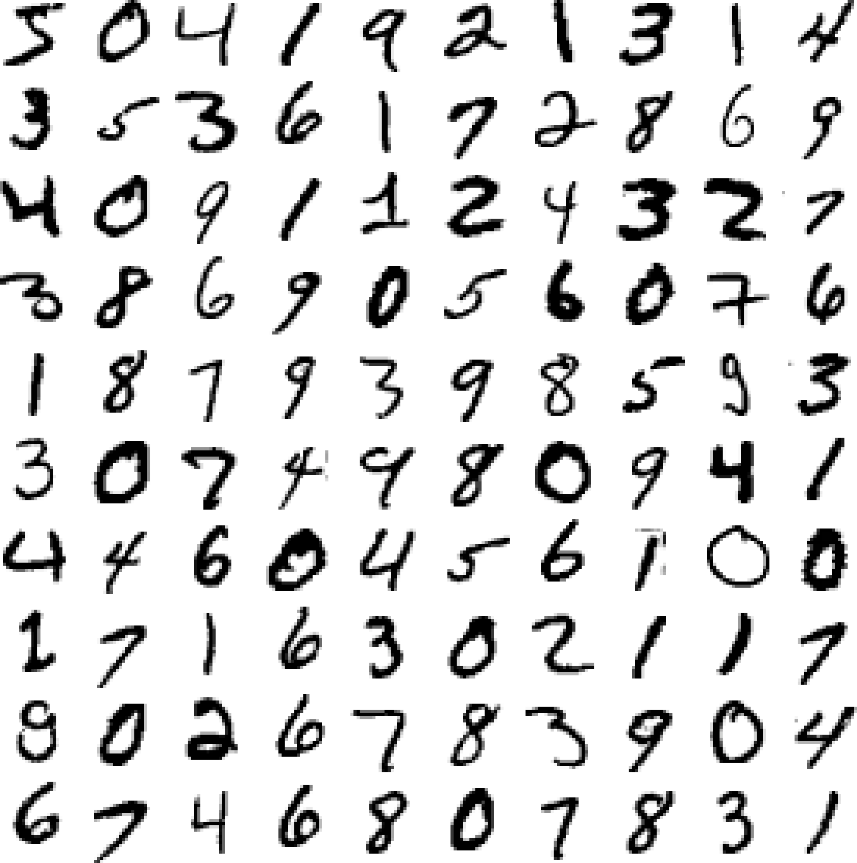 5 0 4 1 9 2 1 3 1 4
3 5 3 6 1 7 2 8 6 9
4 0 9 1 1 2 4 3 2 7
3 8 6 9 0 5 6 0 7 6
1 8 7 9 3 9 8 5 9 3
3 0 7 4 9 8 0 9 4 1
4 4 6 0 4 5 6 1 0 0
1 7 1 6 3 0 2 1 1 7
8 0 2 6 7 8 3 9 0 4
6 7 4 6 8 0 7 8 3 1